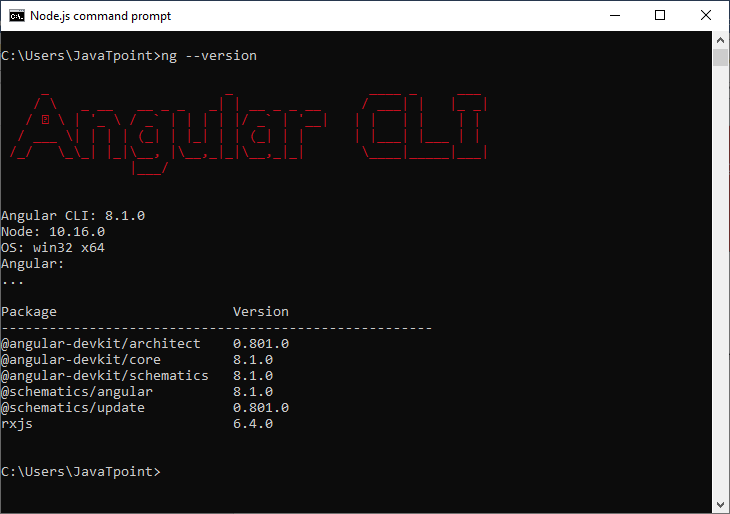 Node.js command prompt
C:\Users\JavaTpoint>ng --version
Angular CLI
Angular CLI: 8.1.0
Node: 10.16.0
OS: win32 x64
Angular:
...
Package                      Version
------------------------------------------------------
@angular-devkit/architect    0.801.0
@angular-devkit/core         8.1.0
@angular-devkit/schematics   8.1.0
@schematics/angular          8.1.0
@schematics/update           0.801.0
rxjs                         6.4.0
C:\Users\JavaTpoint>